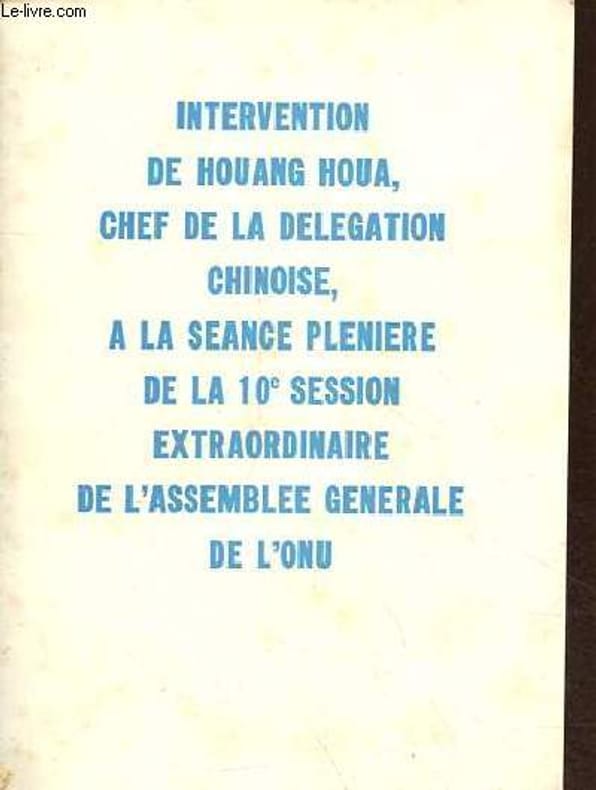 Le-livre.com
INTERVENTION
DE HOUANG HOUA,
CHEF DE LA DELEGATION
CHINOISE,
A LA SEANCE PLENIERE
DE LA 10e SESSION
EXTRAORDINAIRE
DE L'ASSEMBLEE GENERALE
DE L'ONU